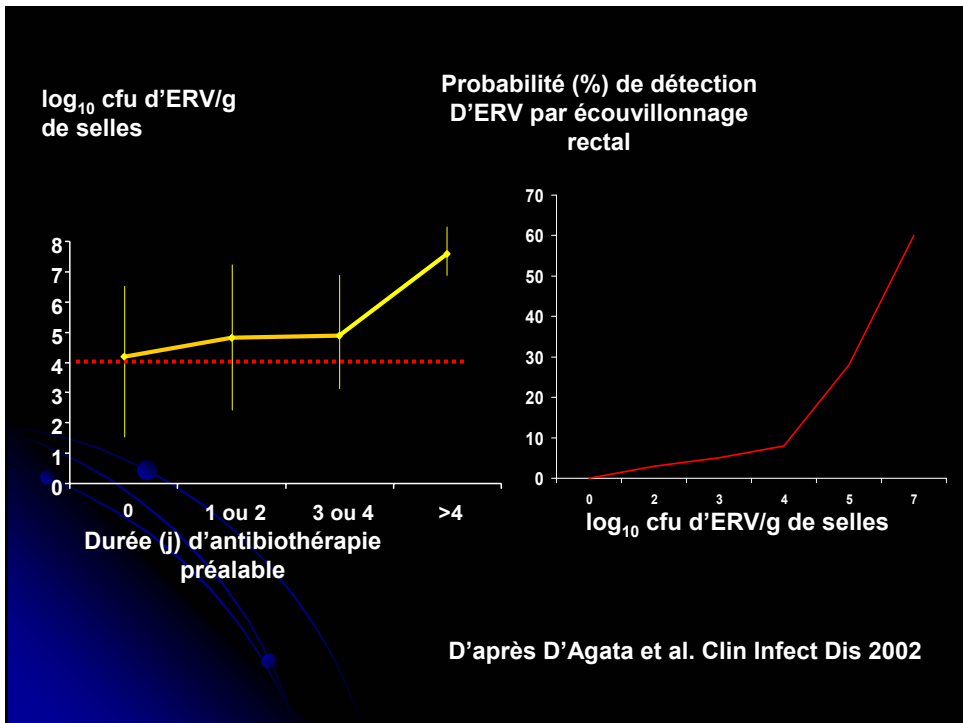 log₁₀ cfu d'ERV/g
de selles
8
7
6
5
4
3
2
1
0
0 1 ou 2 3 ou 4 >4
Durée (j) d'antibiothérapie
préalable
Probabilité (%) de détection
D'ERV par écouvillonnage
rectal
70
60
50
40
30
20
10
0
0 2 3 4 5 7
log₁₀ cfu d'ERV/g de selles
D'après D'Agata et al. Clin Infect Dis 2002